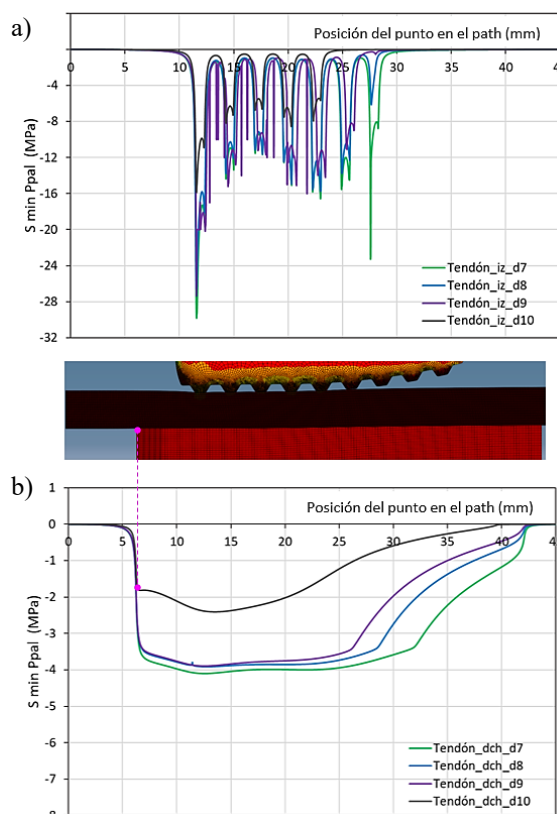 a)
Posición del punto en el path (mm)
0 5 10 15 20 25 30 35 40
0
-4
-8
-12
-16
-20
-24
-28
-32
S min Ppal (MPa)
Tendón_iz_d7
Tendón_iz_d8
Tendón_iz_d9
Tendón_iz_d10
b)
Posición del punto en el path (mm)
1
0
-1
-2
-3
-4
-5
-6
-7
0 5 10 15 20 25 30 35 40
S min Ppal (MPa)
Tendón_dch_d7
Tendón_dch_d8
Tendón_dch_d9
Tendón_dch_d10